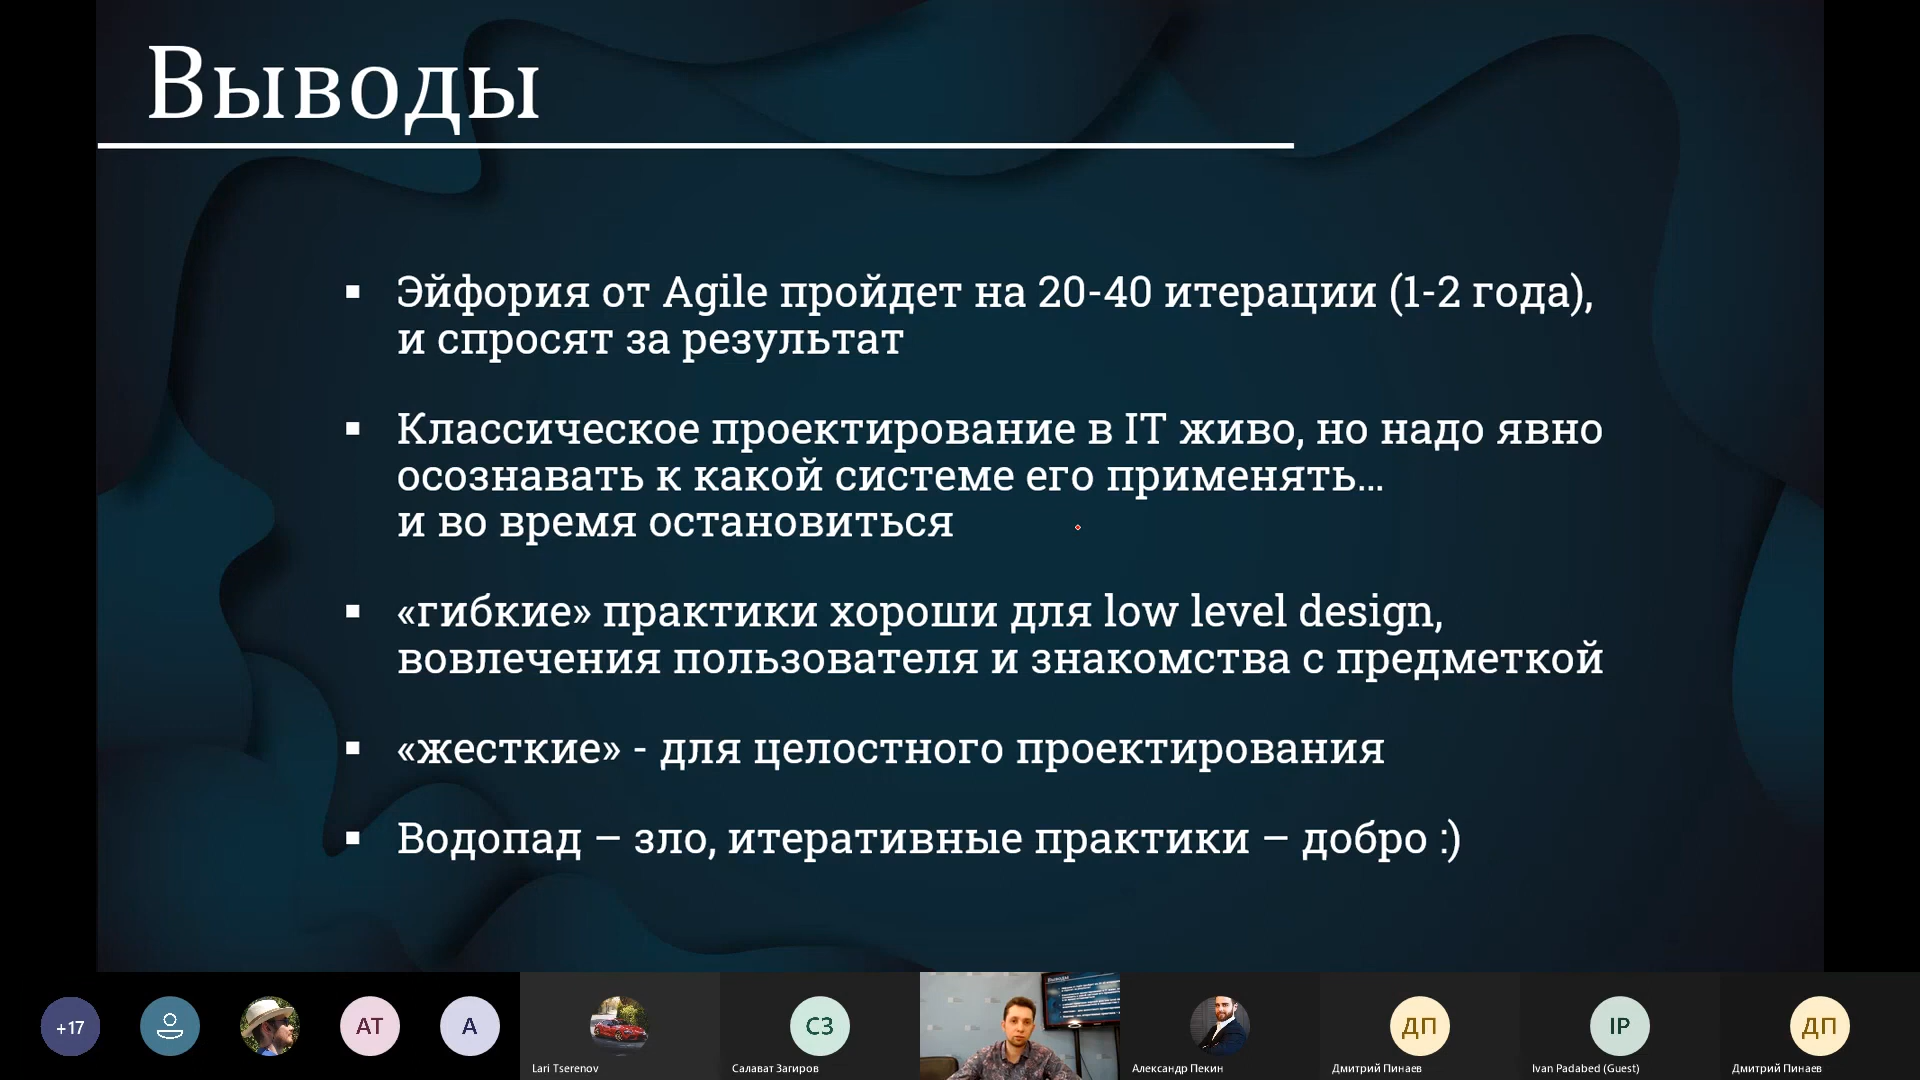 Выводы
▪ Эйфория от Agile пройдет на 20-40 итерации (1-2 года),
и спросят за результат
▪ Классическое проектирование в IT живо, но надо явно
осознавать к какой системе его применять…
и во время остановиться
▪ «гибкие» практики хороши для low level design,
вовлечения пользователя и знакомства с предметкой
▪ «жесткие» - для целостного проектирования
▪ Водопад – зло, итеративные практики – добро :)
+17
AT
A
СЗ
ДП
IP
ДП
Lari Tserenov
Салават Загиров
Александр Пекин
Дмитрий Пинаев
Ivan Padabed (Guest)
Дмитрий Пинаев